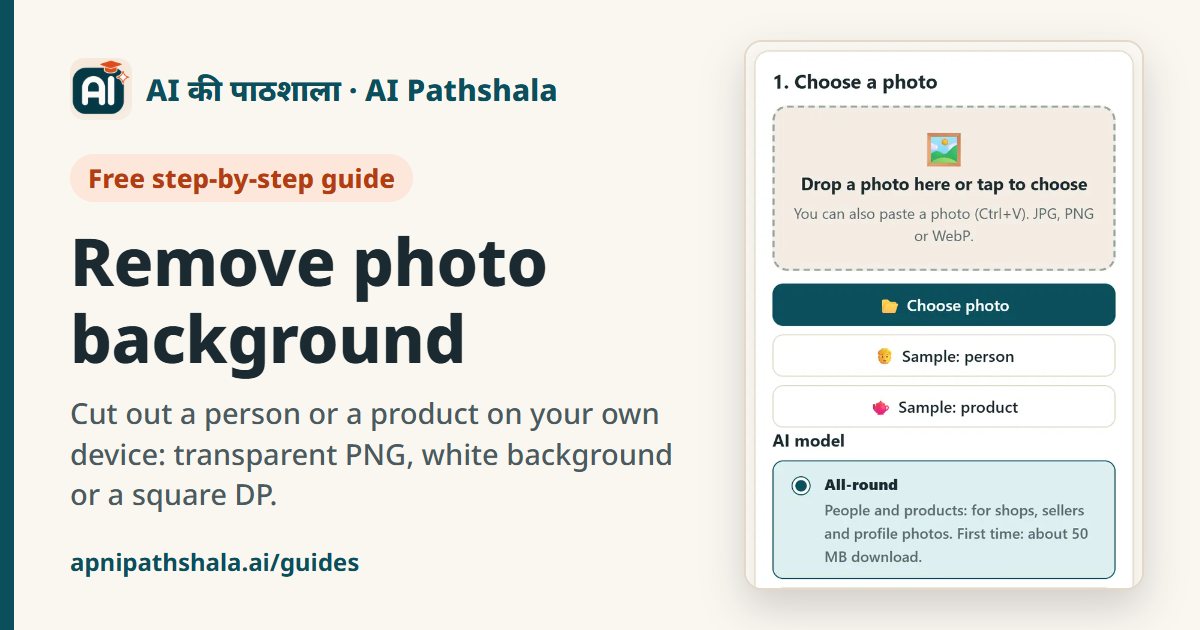 AI
AI की पाठशाला · AI Pathshala
Free step-by-step guide
Remove photo
background
Cut out a person or a product on your own
device: transparent PNG, white background
or a square DP.
apnipathshala.ai/guides
1. Choose a photo
Drop a photo here or tap to choose
You can also paste a photo (Ctrl+V). JPG, PNG
or WebP.
Choose photo
Sample: person
Sample: product
AI model
All-round
People and products: for shops, sellers
and profile photos. First time: about 50
MB download.